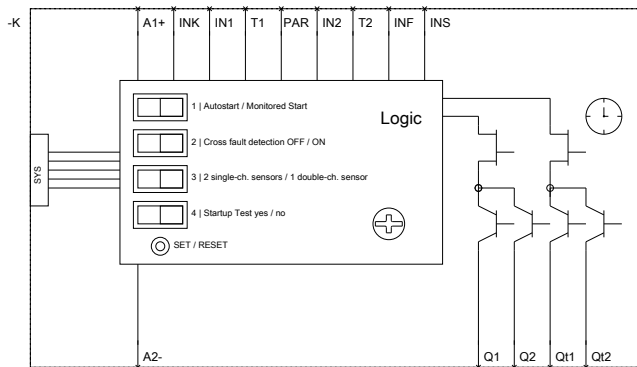 -K
A1+ INK IN1 T1 PAR IN2 T2 INF INS
1 | Autostart / Monitored Start
Logic
2 | Cross fault detection OFF / ON
SYS
3 | 2 single-ch. sensors / 1 double-ch. sensor
4 | Startup Test yes / no
SET / RESET
A2- Q1 Q2 Qt1 Qt2